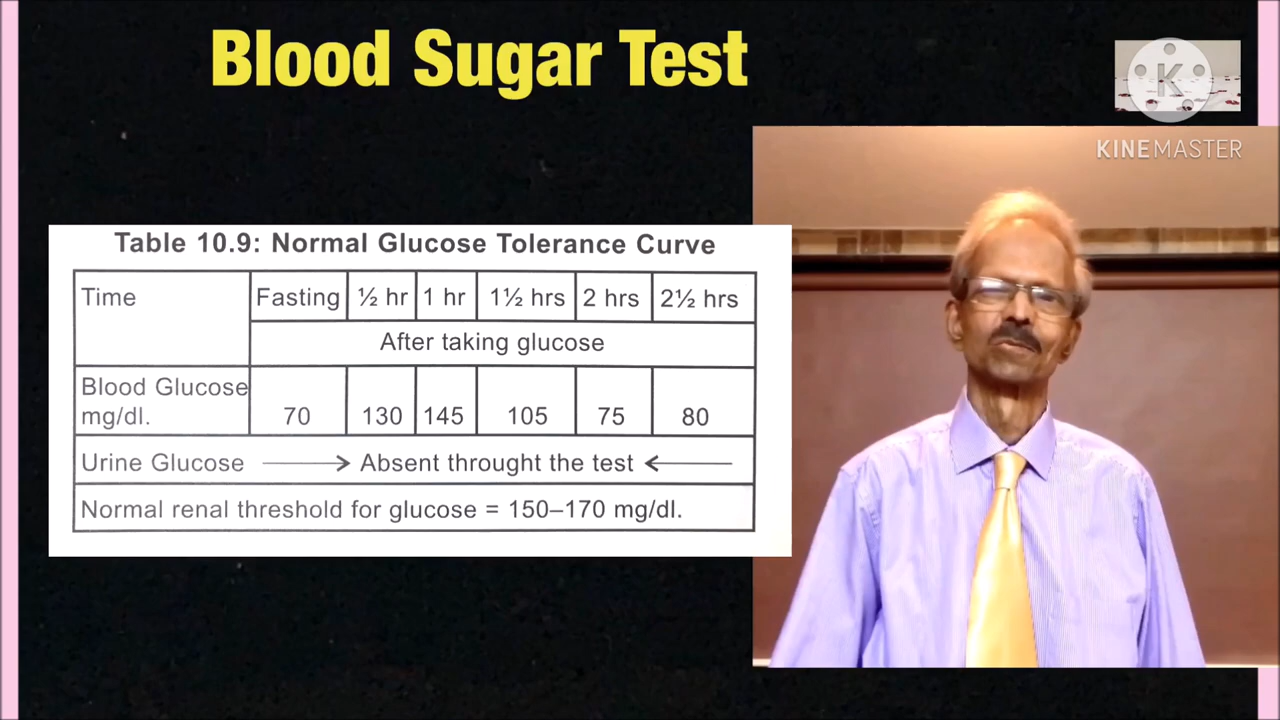 Blood Sugar Test
K
KINEMASTER
Table 10.9: Normal Glucose Tolerance Curve
Time Fasting ½ hr 1 hr 1½ hrs 2 hrs 2½ hrs
After taking glucose
Blood Glucose
mg/dl. 70 130 145 105 75 80
Urine Glucose → Absent throught the test ←
Normal renal threshold for glucose = 150–170 mg/dl.